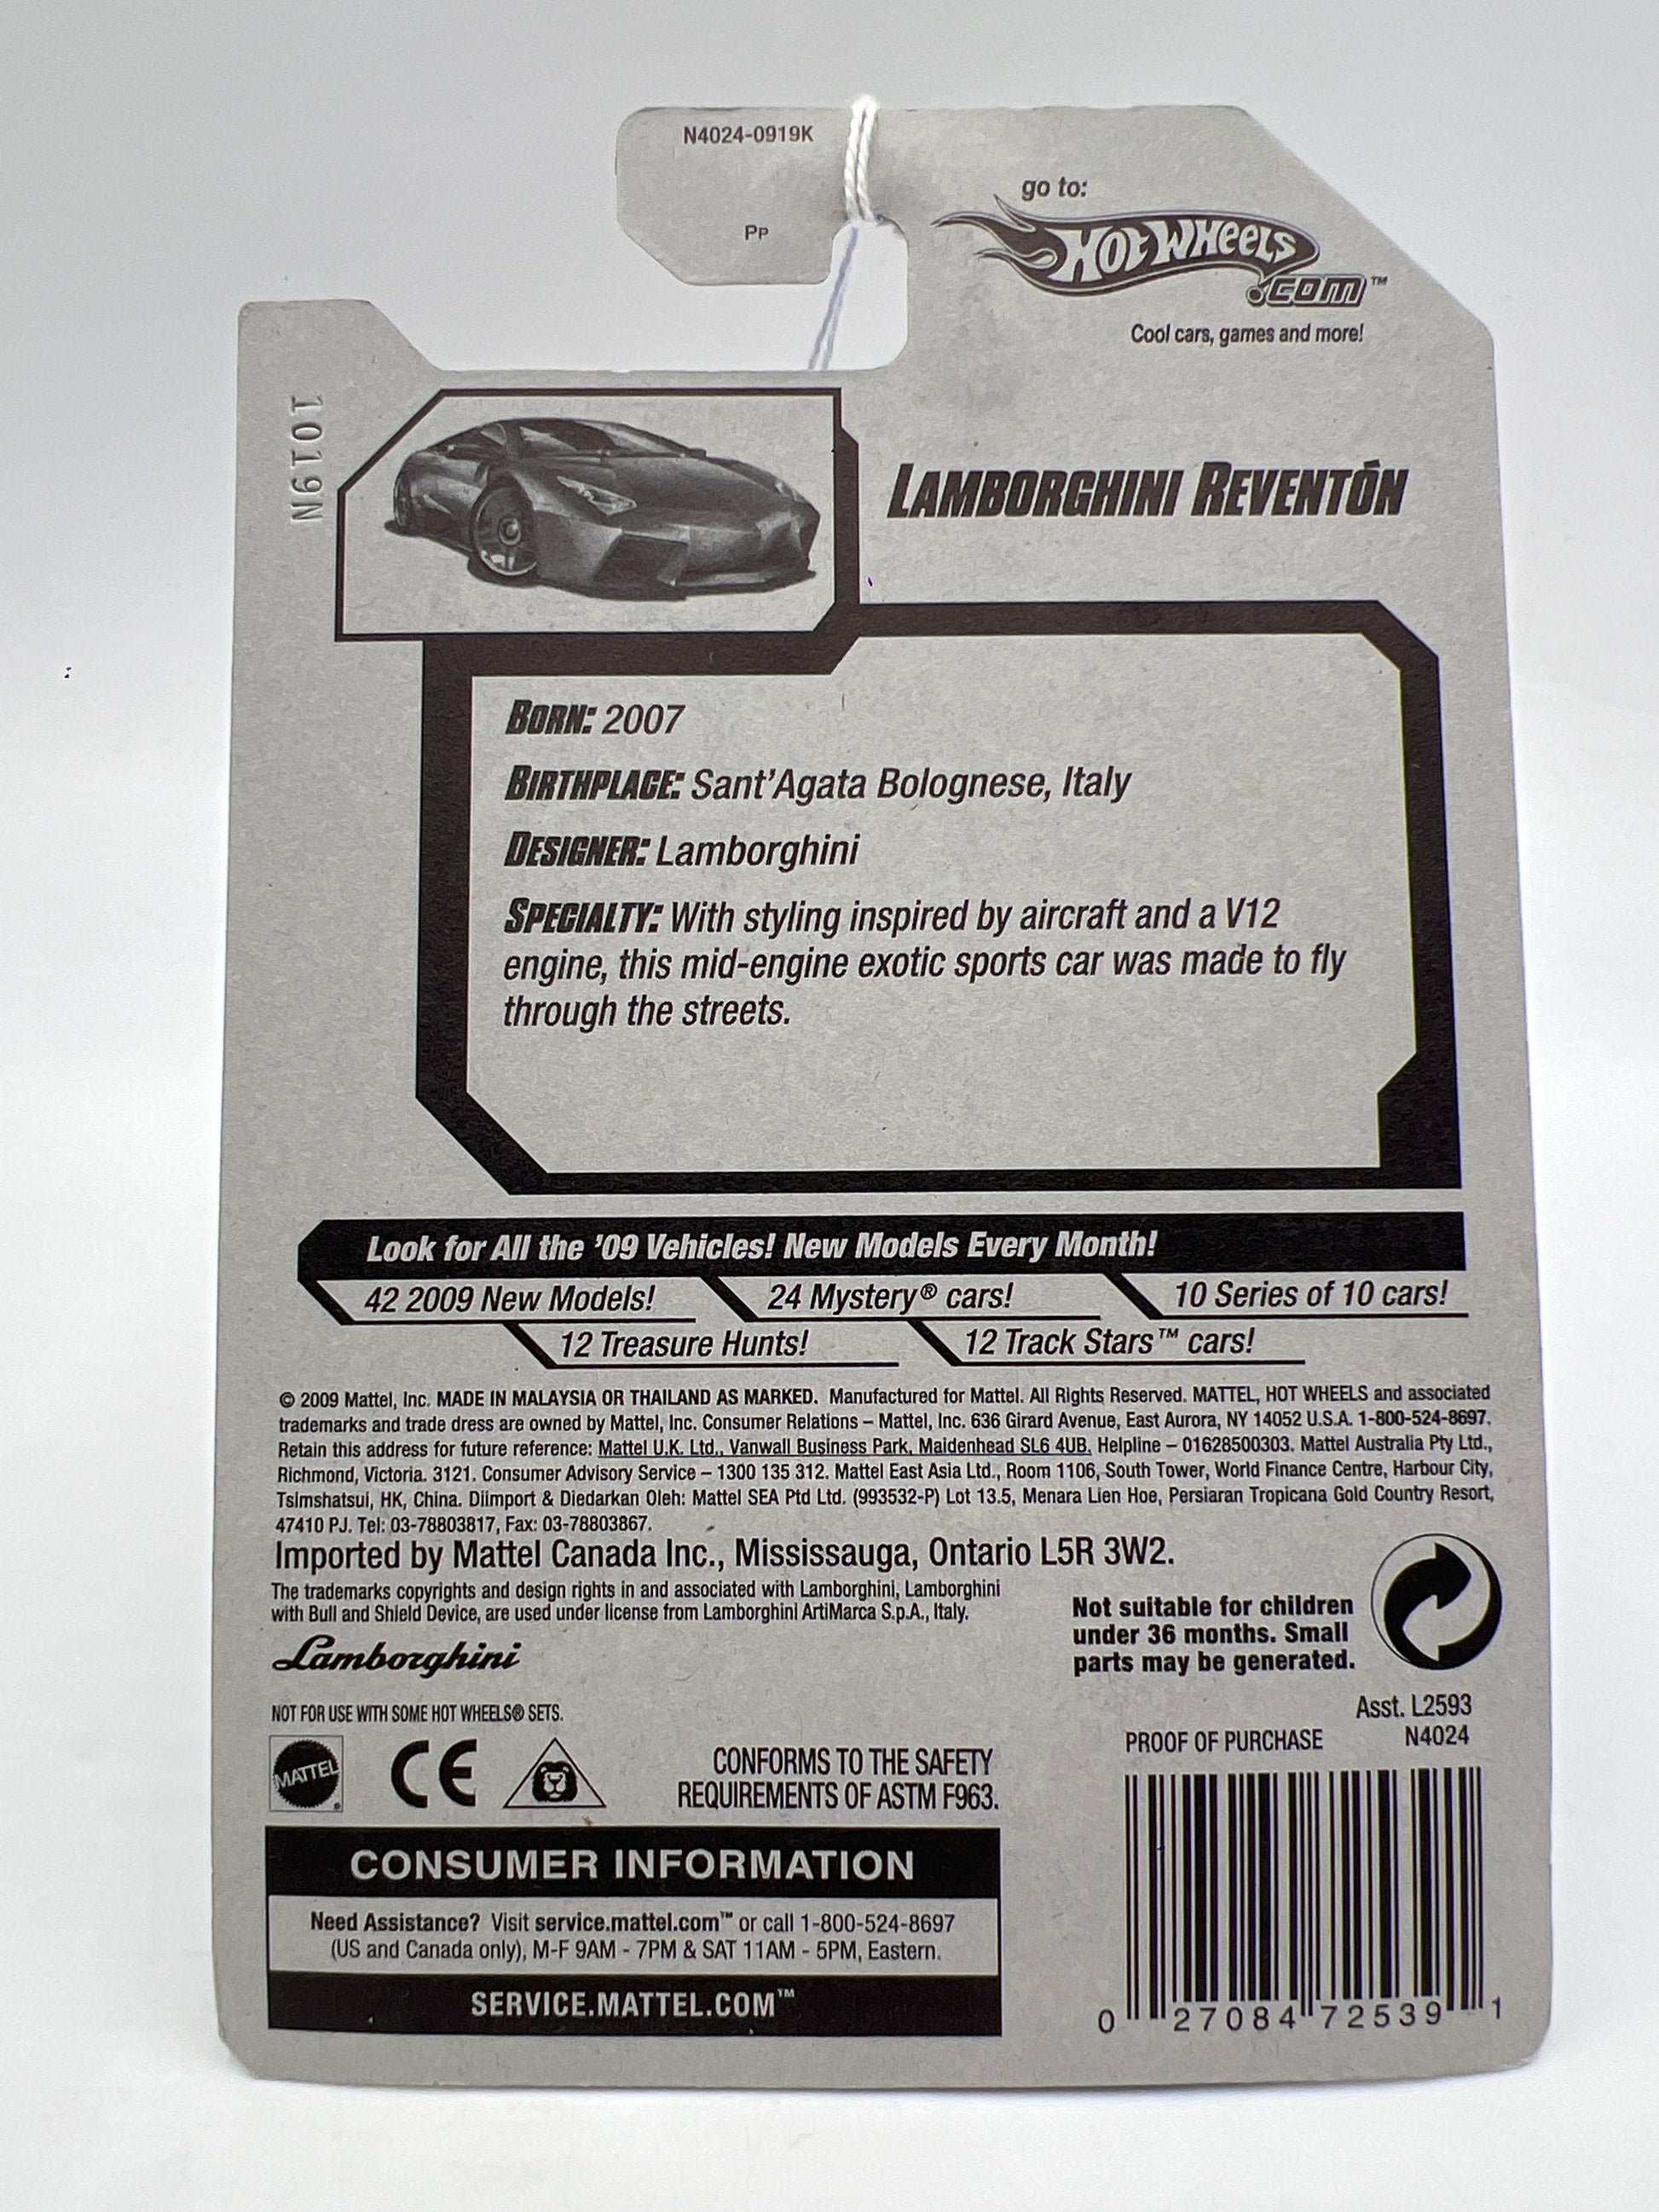 N4024-0919K
Pp
go to:
Hot Wheels
.com™
Cool cars, games and more!
1019N
LAMBORGHINI REVENTÓN
BORN: 2007
BIRTHPLACE: Sant'Agata Bolognese, Italy
DESIGNER: Lamborghini
SPECIALTY: With styling inspired by aircraft and a V12
engine, this mid-engine exotic sports car was made to fly
through the streets.
Look for All the '09 Vehicles! New Models Every Month!
42 2009 New Models!
24 Mystery® cars!
10 Series of 10 cars!
12 Treasure Hunts!
12 Track Stars™ cars!
© 2009 Mattel, Inc. MADE IN MALAYSIA OR THAILAND AS MARKED. Manufactured for Mattel. All Rights Reserved. MATTEL, HOT WHEELS and associated
trademarks and trade dress are owned by Mattel, Inc. Consumer Relations – Mattel, Inc. 636 Girard Avenue, East Aurora, NY 14052 U.S.A. 1-800-524-8697.
Retain this address for future reference: Mattel U.K. Ltd., Vanwall Business Park, Maidenhead SL6 4UB. Helpline – 01628500303. Mattel Australia Pty Ltd.,
Richmond, Victoria. 3121. Consumer Advisory Service – 1300 135 312. Mattel East Asia Ltd., Room 1106, South Tower, World Finance Centre, Harbour City,
Tsimshatsui, HK, China. Diimport & Diedarkan Oleh: Mattel SEA Ptd Ltd. (993532-P) Lot 13.5, Menara Lien Hoe, Persiaran Tropicana Gold Country Resort,
47410 PJ. Tel: 03-78803817, Fax: 03-78803867.
Imported by Mattel Canada Inc., Mississauga, Ontario L5R 3W2.
The trademarks copyrights and design rights in and associated with Lamborghini, Lamborghini
with Bull and Shield Device, are used under license from Lamborghini ArtiMarca S.p.A., Italy.
Lamborghini
Not suitable for children
under 36 months. Small
parts may be generated.
NOT FOR USE WITH SOME HOT WHEELS® SETS.
Asst. L2593
PROOF OF PURCHASE N4024
MATTEL
CE
CONFORMS TO THE SAFETY
REQUIREMENTS OF ASTM F963.
CONSUMER INFORMATION
Need Assistance? Visit service.mattel.com™ or call 1-800-524-8697
(US and Canada only), M-F 9AM - 7PM & SAT 11AM - 5PM, Eastern.
SERVICE.MATTEL.COM™
0 27084 72539 1